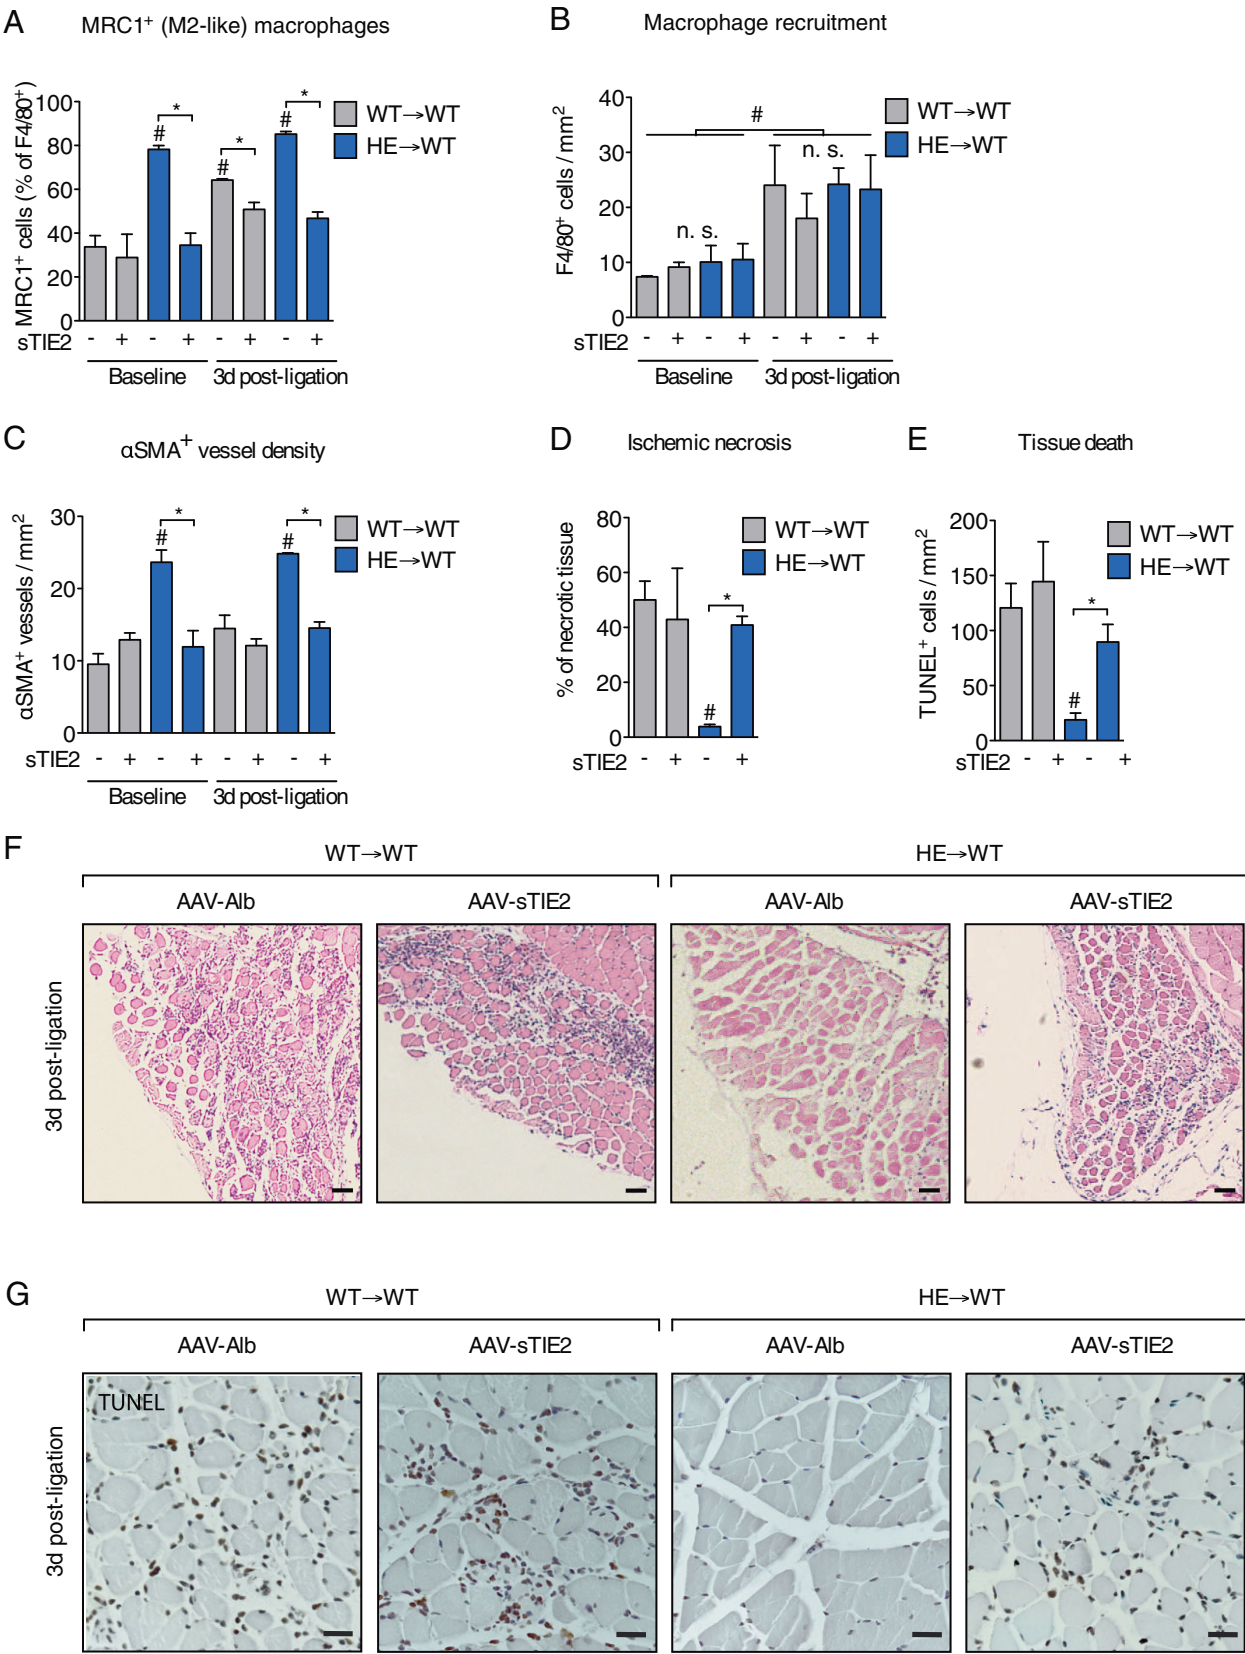 A
MRC1+ (M2-like) macrophages
MRC1+ cells (% of F4/80+)
100
80
60
40
20
0
#
*
#
*
#
*
WT→WT
HE→WT
sTIE2 - + - + - + - +
Baseline 3d post-ligation
B
Macrophage recruitment
F4/80+ cells / mm2
40
30
20
10
0
#
n. s.
n. s.
WT→WT
HE→WT
sTIE2 - + - + - + - +
Baseline 3d post-ligation
C
αSMA+ vessel density
αSMA+ vessels / mm2
30
20
10
0
#
*
#
*
WT→WT
HE→WT
sTIE2 - + - + - + - +
Baseline 3d post-ligation
D
Ischemic necrosis
% of necrotic tissue
80
60
40
20
0
#
*
WT→WT
HE→WT
sTIE2 - + - +
E
Tissue death
TUNEL+ cells / mm2
200
150
100
50
0
#
*
WT→WT
HE→WT
sTIE2 - + - +
F
WT→WT HE→WT
AAV-Alb AAV-sTIE2 AAV-Alb AAV-sTIE2
3d post-ligation
G
WT→WT HE→WT
AAV-Alb AAV-sTIE2 AAV-Alb AAV-sTIE2
TUNEL
3d post-ligation